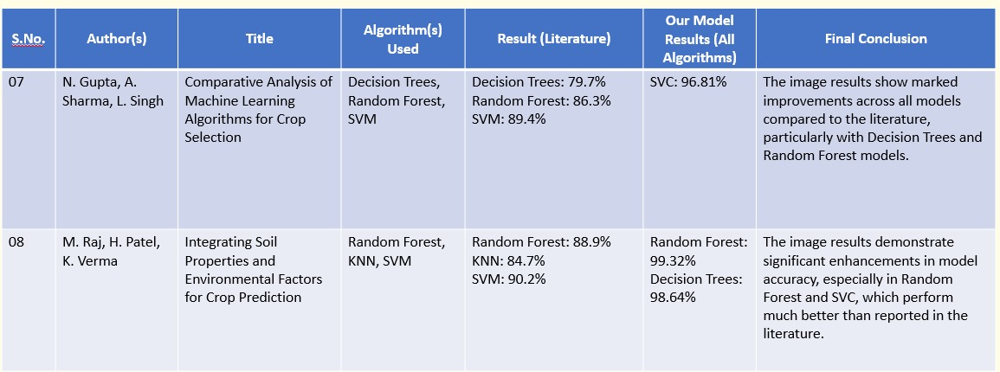 S.No.
Author(s)
Title
Algorithm(s)
Used
Result (Literature)
Our Model
Results (All
Algorithms)
Final Conclusion
07
N. Gupta, A.
Sharma, L. Singh
Comparative Analysis of
Machine Learning
Algorithms for Crop
Selection
Decision Trees,
Random Forest,
SVM
Decision Trees: 79.7%
Random Forest: 86.3%
SVM: 89.4%
SVC: 96.81%
The image results show marked
improvements across all models
compared to the literature,
particularly with Decision Trees and
Random Forest models.
08
M. Raj, H. Patel,
K. Verma
Integrating Soil
Properties and
Environmental Factors
for Crop Prediction
Random Forest,
KNN, SVM
Random Forest: 88.9%
KNN: 84.7%
SVM: 90.2%
Random Forest:
99.32%
Decision Trees:
98.64%
The image results demonstrate
significant enhancements in model
accuracy, especially in Random
Forest and SVC, which perform
much better than reported in the
literature.